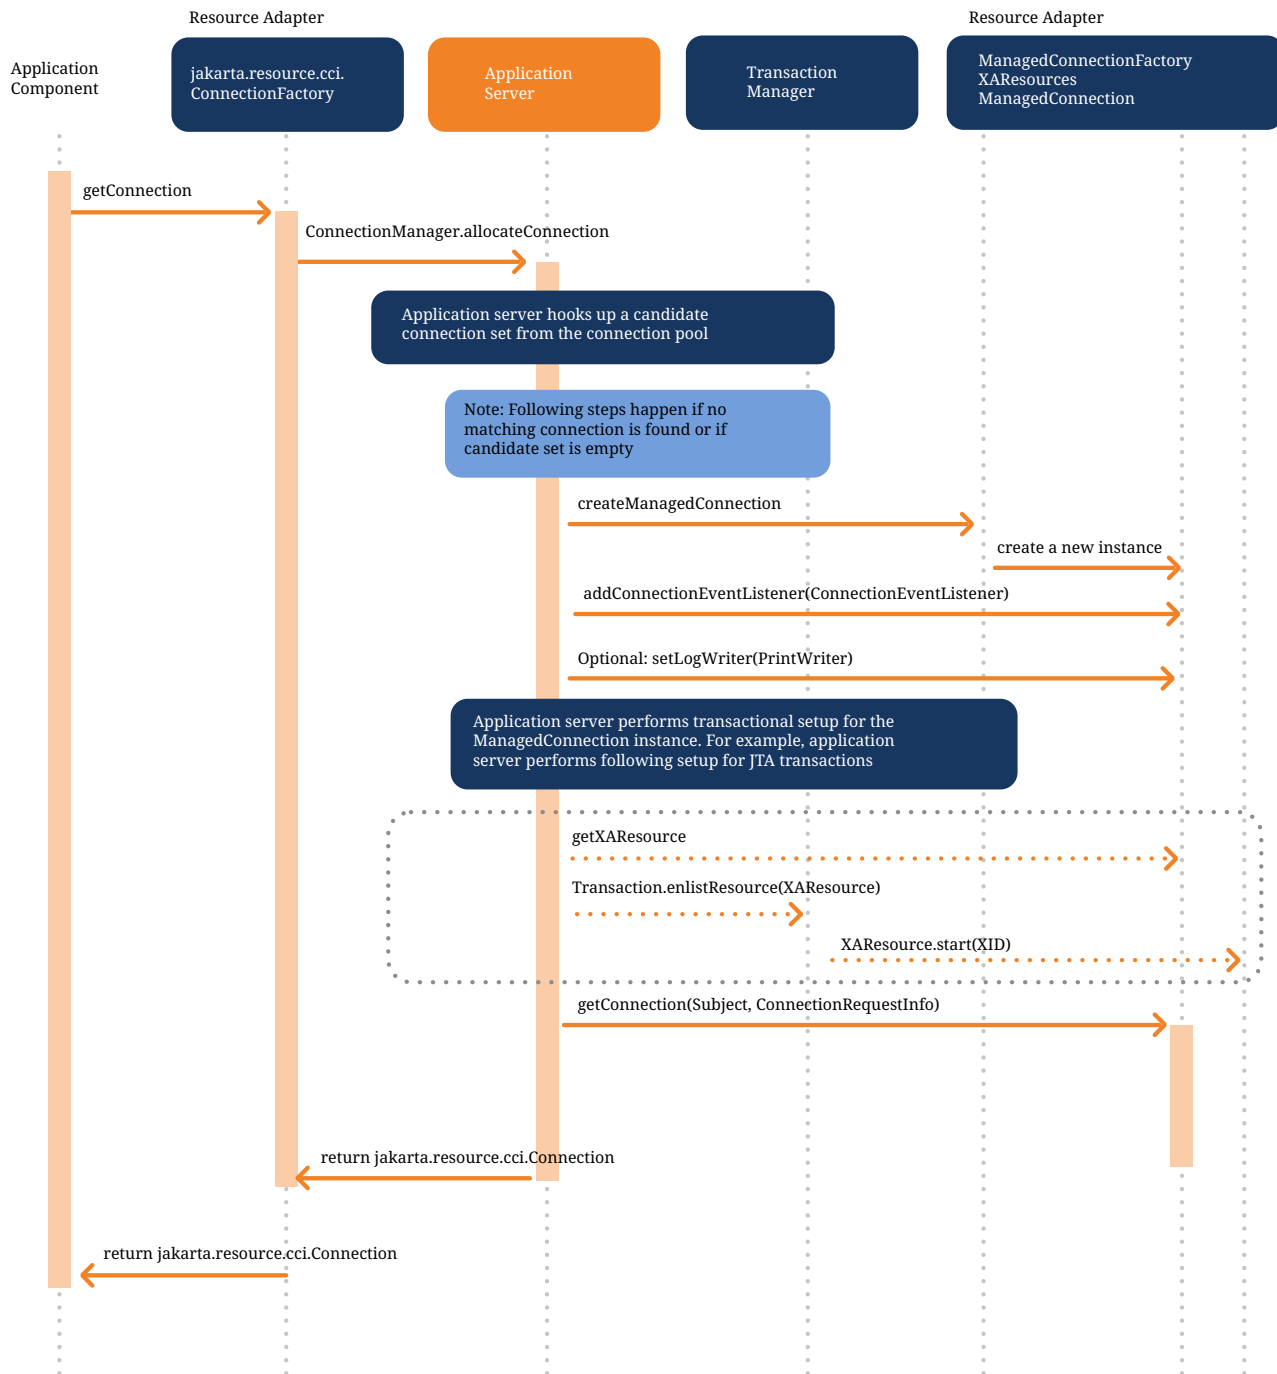 Resource Adapter
Resource Adapter
Application
Component
jakarta.resource.cci.
ConnectionFactory
Application
Server
Transaction
Manager
ManagedConnectionFactory
XAResources
ManagedConnection
getConnection
ConnectionManager.allocateConnection
Application server hooks up a candidate
connection set from the connection pool
Note: Following steps happen if no
matching connection is found or if
candidate set is empty
createManagedConnection
create a new instance
addConnectionEventListener(ConnectionEventListener)
Optional: setLogWriter(PrintWriter)
Application server performs transactional setup for the
ManagedConnection instance. For example, application
server performs following setup for JTA transactions
getXAResource
Transaction.enlistResource(XAResource)
XAResource.start(XID)
getConnection(Subject, ConnectionRequestInfo)
return jakarta.resource.cci.Connection
return jakarta.resource.cci.Connection